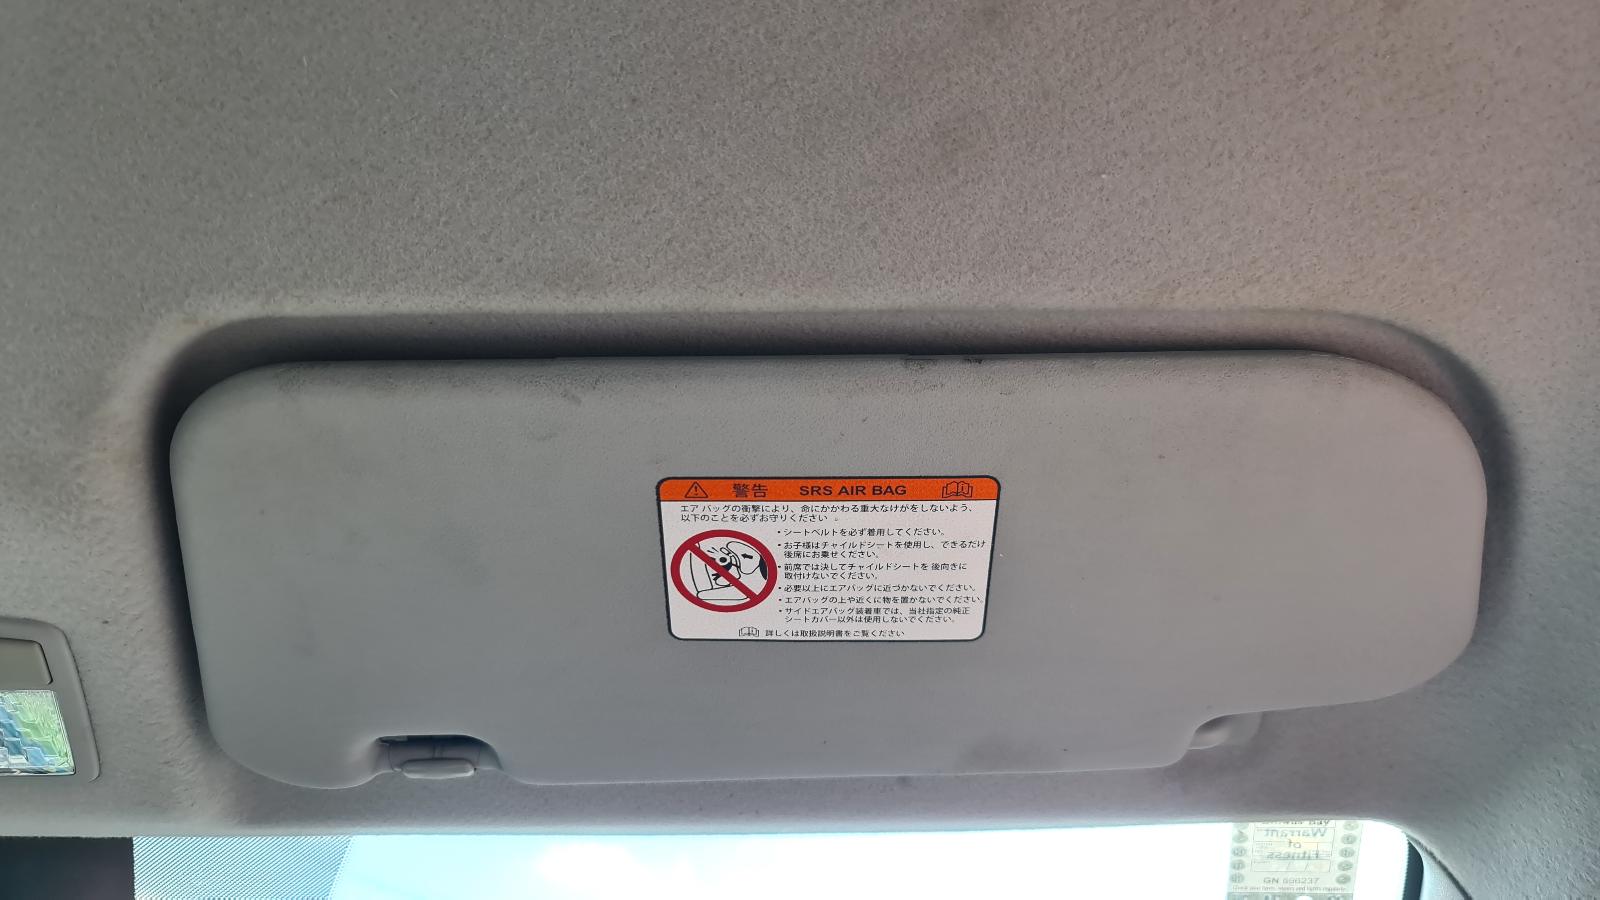 警告 SRS AIR BAG
エアバッグの衝撃により、命にかかわる重大なけがをしないよう、
以下のことを必ずお守りください 。
・シートベルトを必ず着用してください。
・お子様はチャイルドシートを使用し、できるだけ
後席にお乗せください。
・前席では決してチャイルドシートを後向きに
取付けないでください。
・必要以上にエアバッグに近づかないでください。
・エアバッグの上や近くに物を置かないでください。
・サイドエアバッグ装着車では、当社指定の純正
シートカバー以外は使用しないでください。
詳しくは取扱説明書をご覧ください
Warrant
of
Fitness
GN 896237